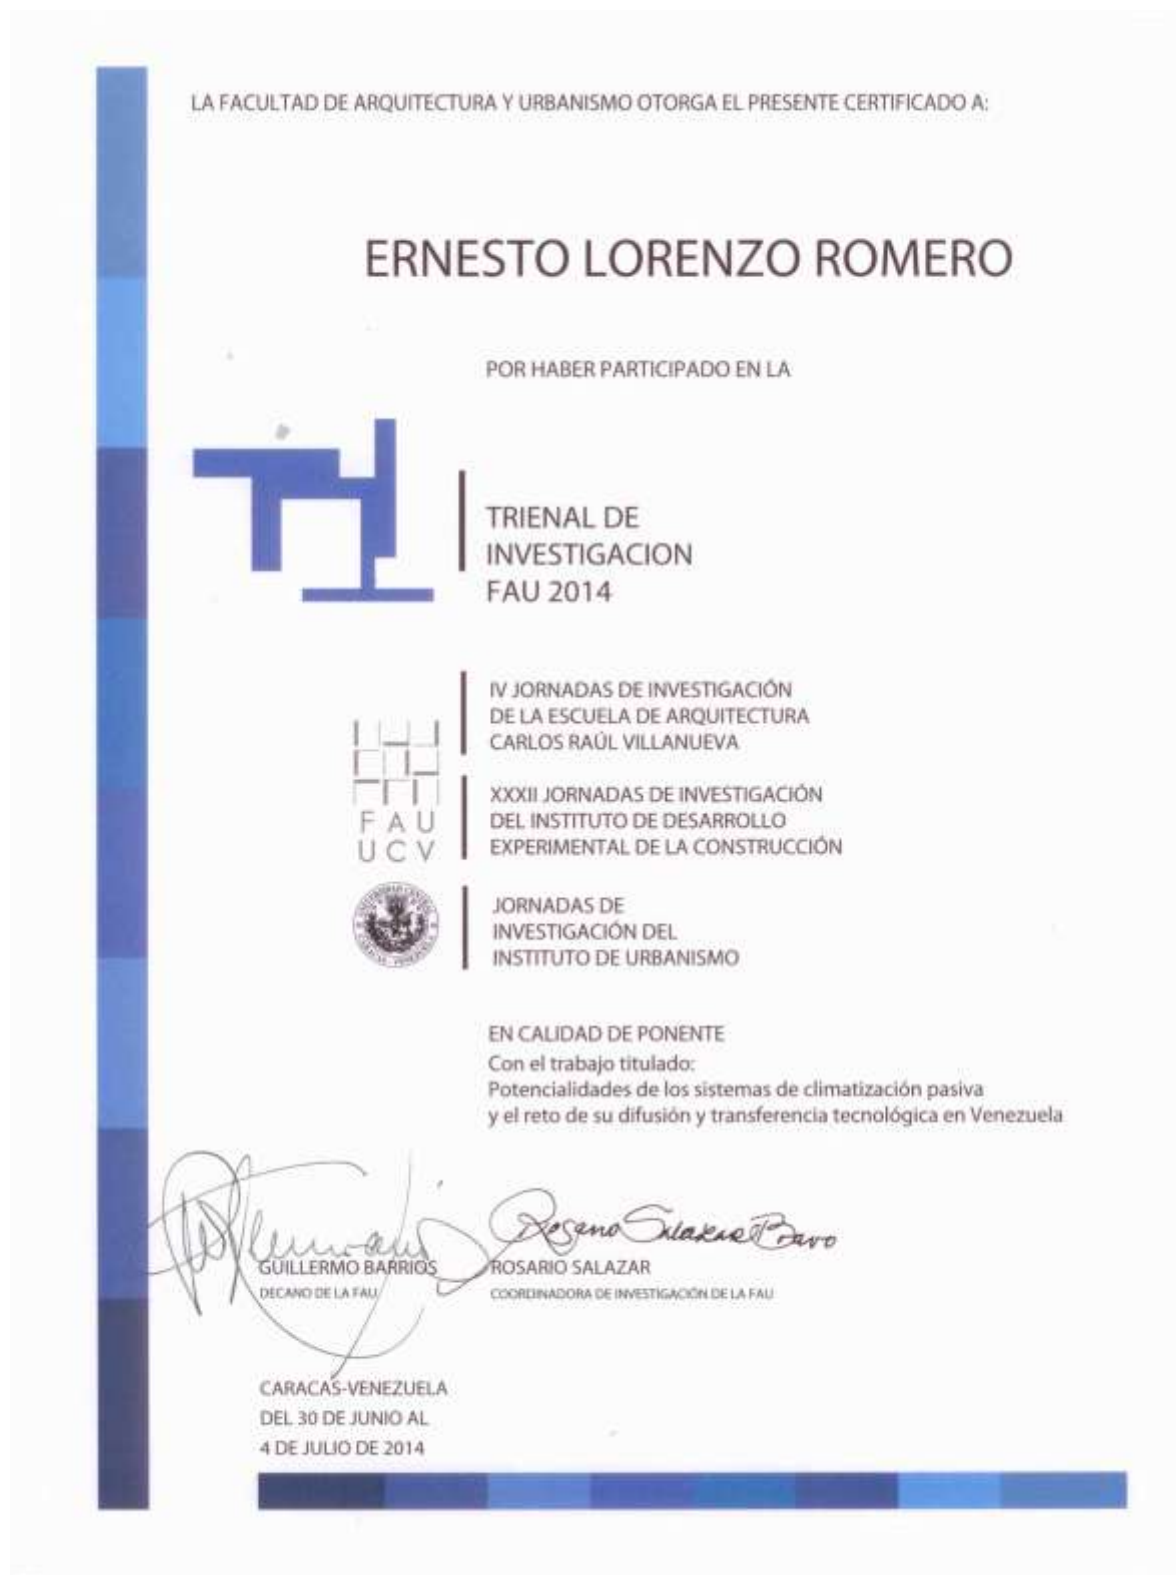 LA FACULTAD DE ARQUITECTURA Y URBANISMO OTORGA EL PRESENTE CERTIFICADO A:
ERNESTO LORENZO ROMERO
POR HABER PARTICIPADO EN LA
TRIENAL DE
INVESTIGACION
FAU 2014
IV JORNADAS DE INVESTIGACIÓN
DE LA ESCUELA DE ARQUITECTURA
CARLOS RAÚL VILLANUEVA
F A U
U C V
XXXII JORNADAS DE INVESTIGACIÓN
DEL INSTITUTO DE DESARROLLO
EXPERIMENTAL DE LA CONSTRUCCIÓN
JORNADAS DE
INVESTIGACIÓN DEL
INSTITUTO DE URBANISMO
EN CALIDAD DE PONENTE
Con el trabajo titulado:
Potencialidades de los sistemas de climatización pasiva
y el reto de su difusión y transferencia tecnológica en Venezuela
Rosario Salazar Bravo
GUILLERMO BARRIOS
DECANO DE LA FAU
ROSARIO SALAZAR
COORDINADORA DE INVESTIGACIÓN DE LA FAU
CARACAS-VENEZUELA
DEL 30 DE JUNIO AL
4 DE JULIO DE 2014